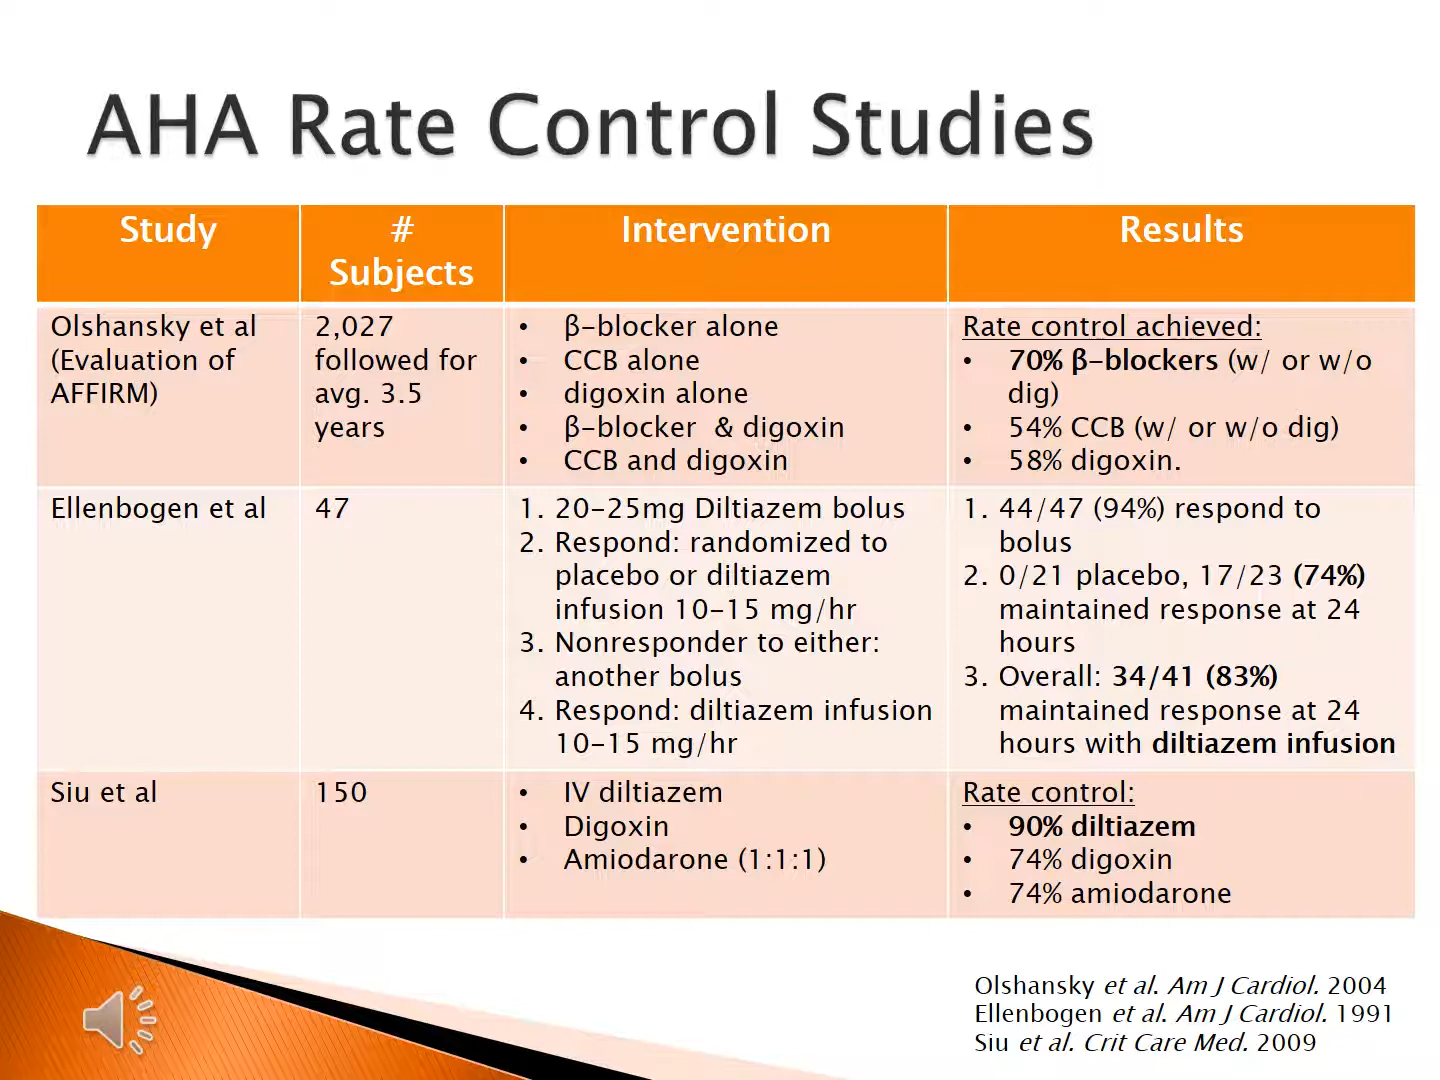 AHA Rate Control Studies
Study
#
Subjects
Intervention
Results
Olshansky et al
(Evaluation of
AFFIRM)
2,027
followed for
avg. 3.5
years
• β-blocker alone
• CCB alone
• digoxin alone
• β-blocker & digoxin
• CCB and digoxin
Rate control achieved:
• 70% β-blockers (w/ or w/o
dig)
• 54% CCB (w/ or w/o dig)
• 58% digoxin.
Ellenbogen et al
47
1. 20-25mg Diltiazem bolus
2. Respond: randomized to
placebo or diltiazem
infusion 10-15 mg/hr
3. Nonresponder to either:
another bolus
4. Respond: diltiazem infusion
10-15 mg/hr
1. 44/47 (94%) respond to
bolus
2. 0/21 placebo, 17/23 (74%)
maintained response at 24
hours
3. Overall: 34/41 (83%)
maintained response at 24
hours with diltiazem infusion
Siu et al
150
• IV diltiazem
• Digoxin
• Amiodarone (1:1:1)
Rate control:
• 90% diltiazem
• 74% digoxin
• 74% amiodarone
Olshansky et al. Am J Cardiol. 2004
Ellenbogen et al. Am J Cardiol. 1991
Siu et al. Crit Care Med. 2009